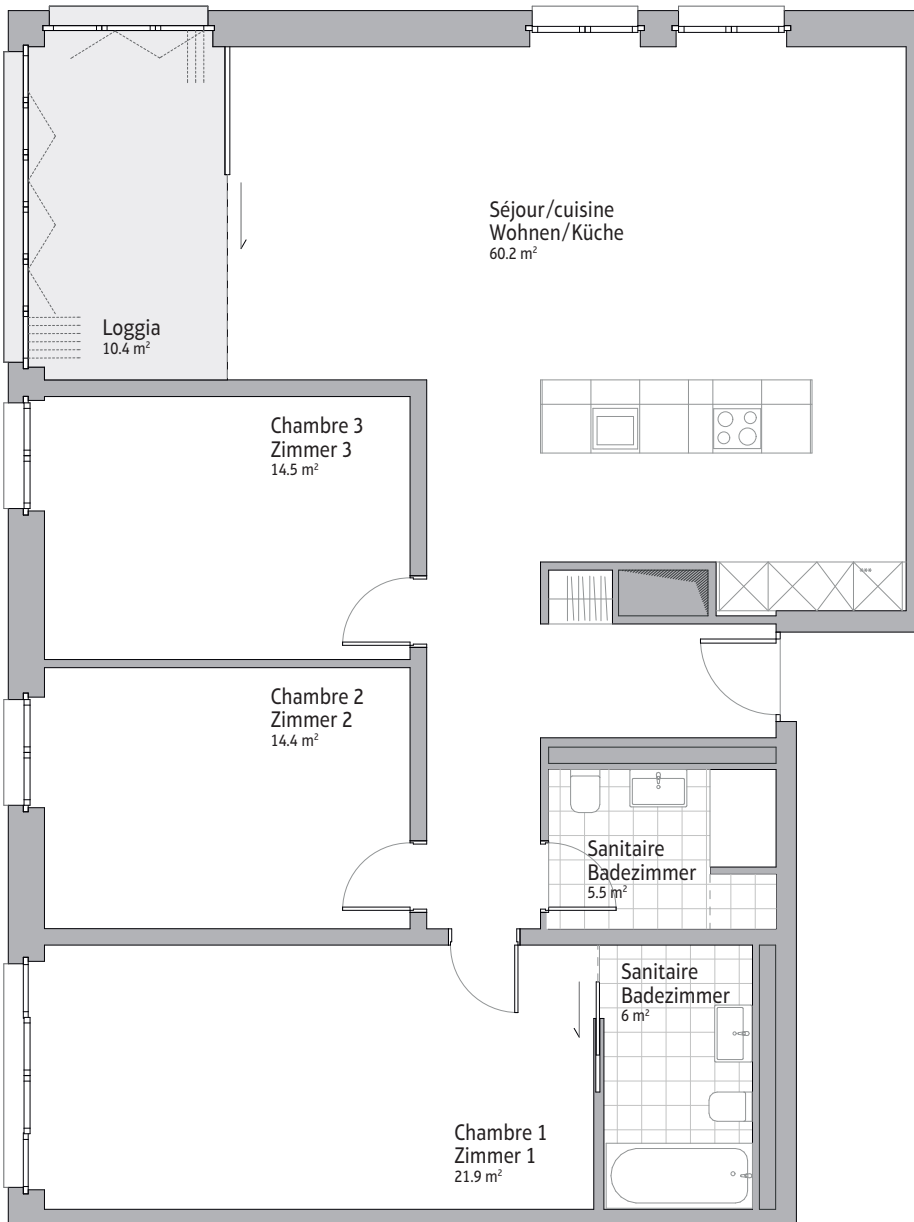 Séjour/cuisine
Wohnen/Küche
60.2 m²
Loggia
10.4 m²
Chambre 3
Zimmer 3
14.5 m²
Chambre 2
Zimmer 2
14.4 m²
Sanitaire
Badezimmer
5.5 m²
Sanitaire
Badezimmer
6 m²
Chambre 1
Zimmer 1
21.9 m²